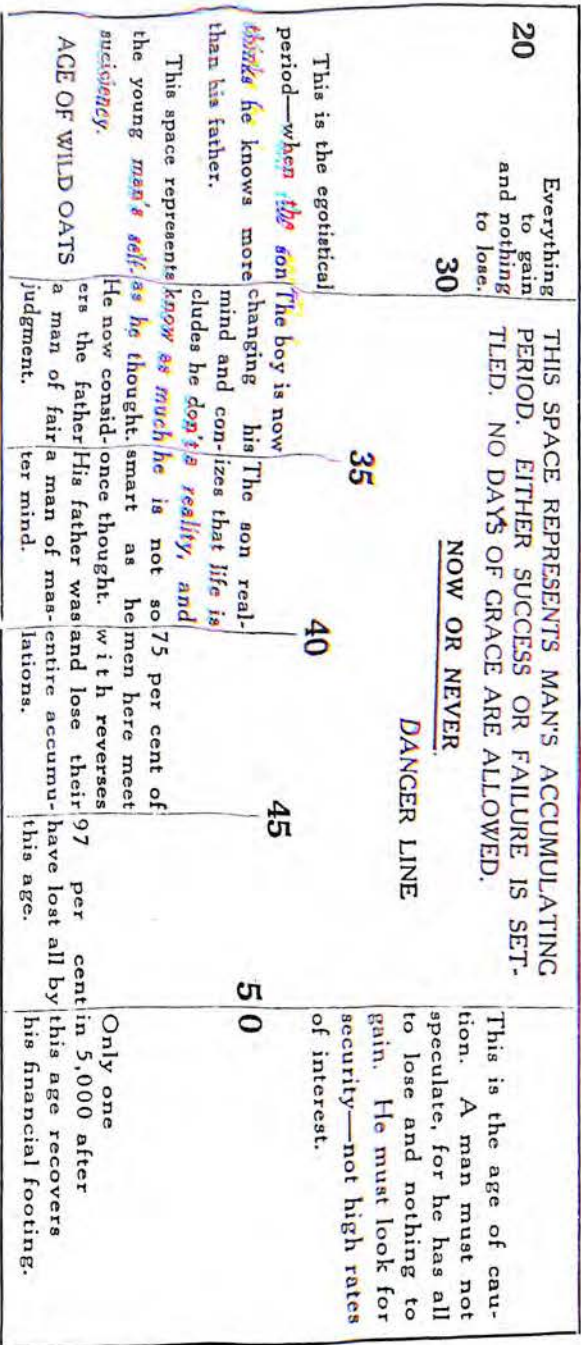 20
Everything
to gain
and nothing
to lose.
30
This is the egotistical
period—when the son
thinks he knows more
than his father.
This space represents
the young man's self-
suciciency.
AGE OF WILD OATS
THIS SPACE REPRESENTS MAN'S ACCUMULATING
PERIOD. EITHER SUCCESS OR FAILURE IS SET-
TLED. NO DAYS OF GRACE ARE ALLOWED.
NOW OR NEVER
DANGER LINE
35
The boy is now
changing his
mind and con-
cludes he don't
know as much
as he thought.
He now consid-
ers the father
a man of fair
judgment.
40
The son real-
izes that life is
a reality, and
he is not so
smart as he
once thought.
His father was
a man of mas-
ter mind.
45
75 per cent of
men here meet
with reverses
and lose their
entire accumu-
lations.
50
97 per cent
have lost all by
this age.
This is the age of cau-
tion. A man must not
speculate, for he has all
to lose and nothing to
gain. He must look for
security—not high rates
of interest.
Only one
in 5,000 after
this age recovers
his financial footing.